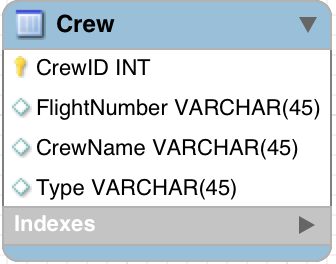 Crew
CrewID INT
FlightNumber VARCHAR(45)
CrewName VARCHAR(45)
Type VARCHAR(45)
Indexes